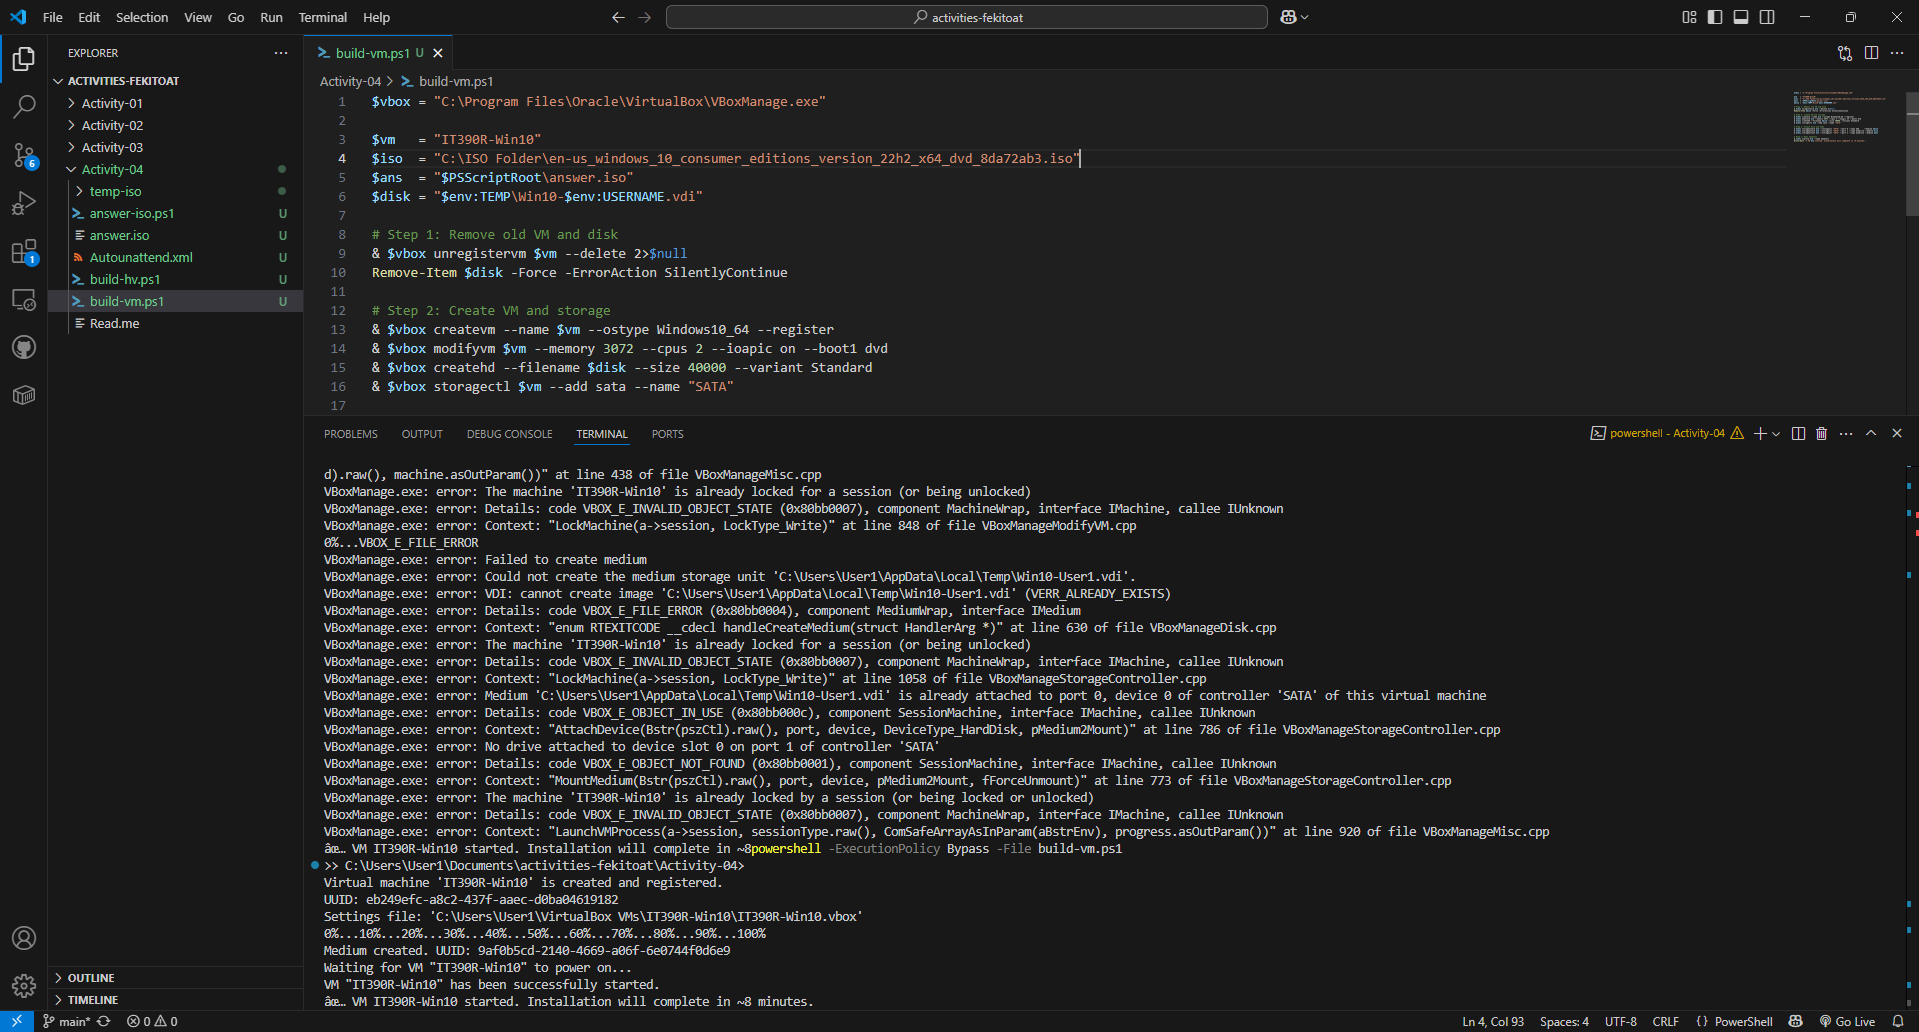 File Edit Selection View Go Run Terminal Help
activities-fekitoat
EXPLORER
ACTIVITIES-FEKITOAT
Activity-01
Activity-02
Activity-03
Activity-04
temp-iso
answer-iso.ps1 U
answer.iso U
Autounattend.xml U
build-hv.ps1 U
build-vm.ps1 U
Read.me
OUTLINE
TIMELINE
6
1
build-vm.ps1 U
Activity-04 > build-vm.ps1
1 $vbox = "C:\Program Files\Oracle\VirtualBox\VBoxManage.exe"
2
3 $vm = "IT390R-Win10"
4 $iso = "C:\ISO Folder\en-us_windows_10_consumer_editions_version_22h2_x64_dvd_8da72ab3.iso"
5 $ans = "$PSScriptRoot\answer.iso"
6 $disk = "$env:TEMP\Win10-$env:USERNAME.vdi"
7
8 # Step 1: Remove old VM and disk
9 & $vbox unregistervm $vm --delete 2>$null
10 Remove-Item $disk -Force -ErrorAction SilentlyContinue
11
12 # Step 2: Create VM and storage
13 & $vbox createvm --name $vm --ostype Windows10_64 --register
14 & $vbox modifyvm $vm --memory 3072 --cpus 2 --ioapic on --boot1 dvd
15 & $vbox createhd --filename $disk --size 40000 --variant Standard
16 & $vbox storagectl $vm --add sata --name "SATA"
17
PROBLEMS OUTPUT DEBUG CONSOLE TERMINAL PORTS
powershell - Activity-04
d).raw(), machine.asOutParam())" at line 438 of file VBoxManageMisc.cpp
VBoxManage.exe: error: The machine 'IT390R-Win10' is already locked for a session (or being unlocked)
VBoxManage.exe: error: Details: code VBOX_E_INVALID_OBJECT_STATE (0x80bb0007), component MachineWrap, interface IMachine, callee IUnknown
VBoxManage.exe: error: Context: "LockMachine(a->session, LockType_Write)" at line 848 of file VBoxManageModifyVM.cpp
0%...VBOX_E_FILE_ERROR
VBoxManage.exe: error: Failed to create medium
VBoxManage.exe: error: Could not create the medium storage unit 'C:\Users\User1\AppData\Local\Temp\Win10-User1.vdi'.
VBoxManage.exe: error: VDI: cannot create image 'C:\Users\User1\AppData\Local\Temp\Win10-User1.vdi' (VERR_ALREADY_EXISTS)
VBoxManage.exe: error: Details: code VBOX_E_FILE_ERROR (0x80bb0004), component MediumWrap, interface IMedium
VBoxManage.exe: error: Context: "enum RTEXITCODE __cdecl handleCreateMedium(struct HandlerArg *)" at line 630 of file VBoxManageDisk.cpp
VBoxManage.exe: error: The machine 'IT390R-Win10' is already locked for a session (or being unlocked)
VBoxManage.exe: error: Details: code VBOX_E_INVALID_OBJECT_STATE (0x80bb0007), component MachineWrap, interface IMachine, callee IUnknown
VBoxManage.exe: error: Context: "LockMachine(a->session, LockType_Write)" at line 1058 of file VBoxManageStorageController.cpp
VBoxManage.exe: error: Medium 'C:\Users\User1\AppData\Local\Temp\Win10-User1.vdi' is already attached to port 0, device 0 of controller 'SATA' of this virtual machine
VBoxManage.exe: error: Details: code VBOX_E_OBJECT_IN_USE (0x80bb000c), component SessionMachine, interface IMachine, callee IUnknown
VBoxManage.exe: error: Context: "AttachDevice(Bstr(pszCtl).raw(), port, device, DeviceType_HardDisk, pMedium2Mount)" at line 786 of file VBoxManageStorageController.cpp
VBoxManage.exe: error: No drive attached to device slot 0 on port 1 of controller 'SATA'
VBoxManage.exe: error: Details: code VBOX_E_OBJECT_NOT_FOUND (0x80bb0001), component SessionMachine, interface IMachine, callee IUnknown
VBoxManage.exe: error: Context: "MountMedium(Bstr(pszCtl).raw(), port, device, pMedium2Mount, fForceUnmount)" at line 773 of file VBoxManageStorageController.cpp
VBoxManage.exe: error: The machine 'IT390R-Win10' is already locked by a session (or being locked or unlocked)
VBoxManage.exe: error: Details: code VBOX_E_INVALID_OBJECT_STATE (0x80bb0007), component MachineWrap, interface IMachine, callee IUnknown
VBoxManage.exe: error: Context: "LaunchVMProcess(a->session, sessionType.raw(), ComSafeArrayAsInParam(aBstrEnv), progress.asOutParam())" at line 920 of file VBoxManageMisc.cpp
âœ… VM IT390R-Win10 started. Installation will complete in ~8powershell -ExecutionPolicy Bypass -File build-vm.ps1
>> C:\Users\User1\Documents\activities-fekitoat\Activity-04>
Virtual machine 'IT390R-Win10' is created and registered.
UUID: eb249efc-a8c2-437f-aaec-d0ba04619182
Settings file: 'C:\Users\User1\VirtualBox VMs\IT390R-Win10\IT390R-Win10.vbox'
0%...10%...20%...30%...40%...50%...60%...70%...80%...90%...100%
Medium created. UUID: 9af0b5cd-2140-4669-a06f-6e0744f0d6e9
Waiting for VM "IT390R-Win10" to power on...
VM "IT390R-Win10" has been successfully started.
âœ… VM IT390R-Win10 started. Installation will complete in ~8 minutes.
main* 0 0 Ln 4, Col 93 Spaces: 4 UTF-8 CRLF { } PowerShell Go Live